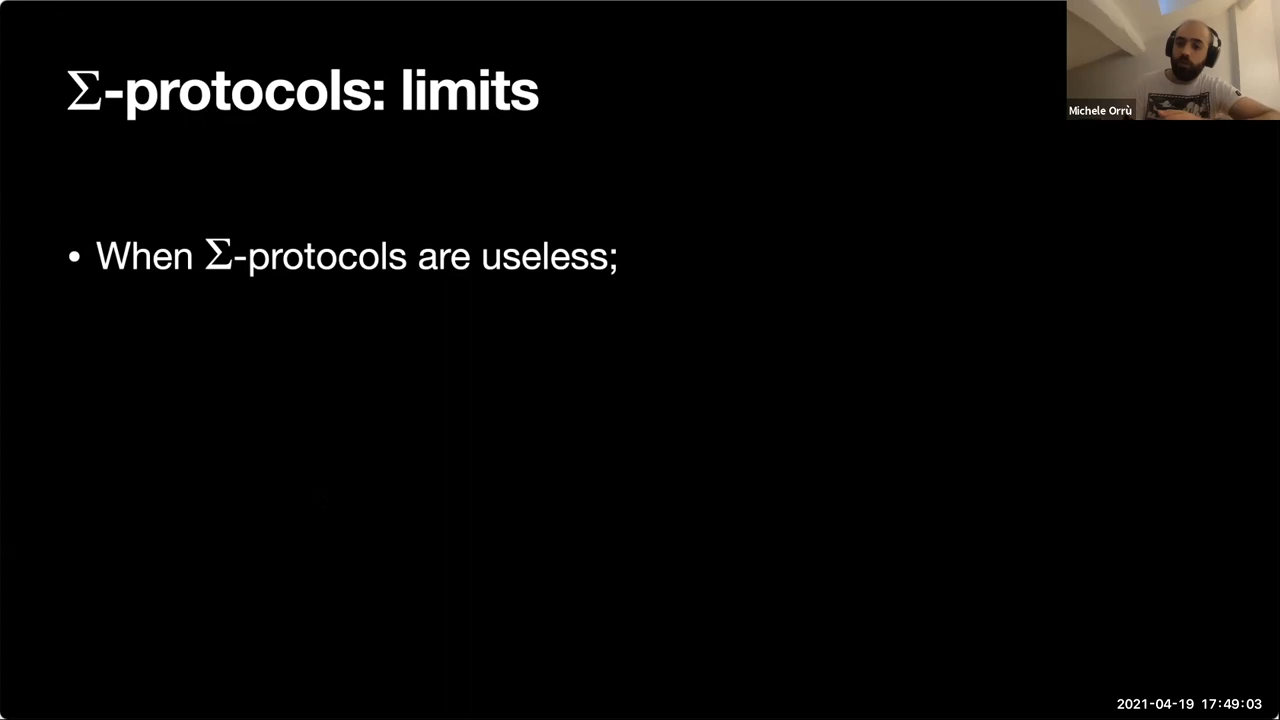 Σ-protocols: limits
Michele Orrù
• When Σ-protocols are useless;
2021-04-19 17:49:03